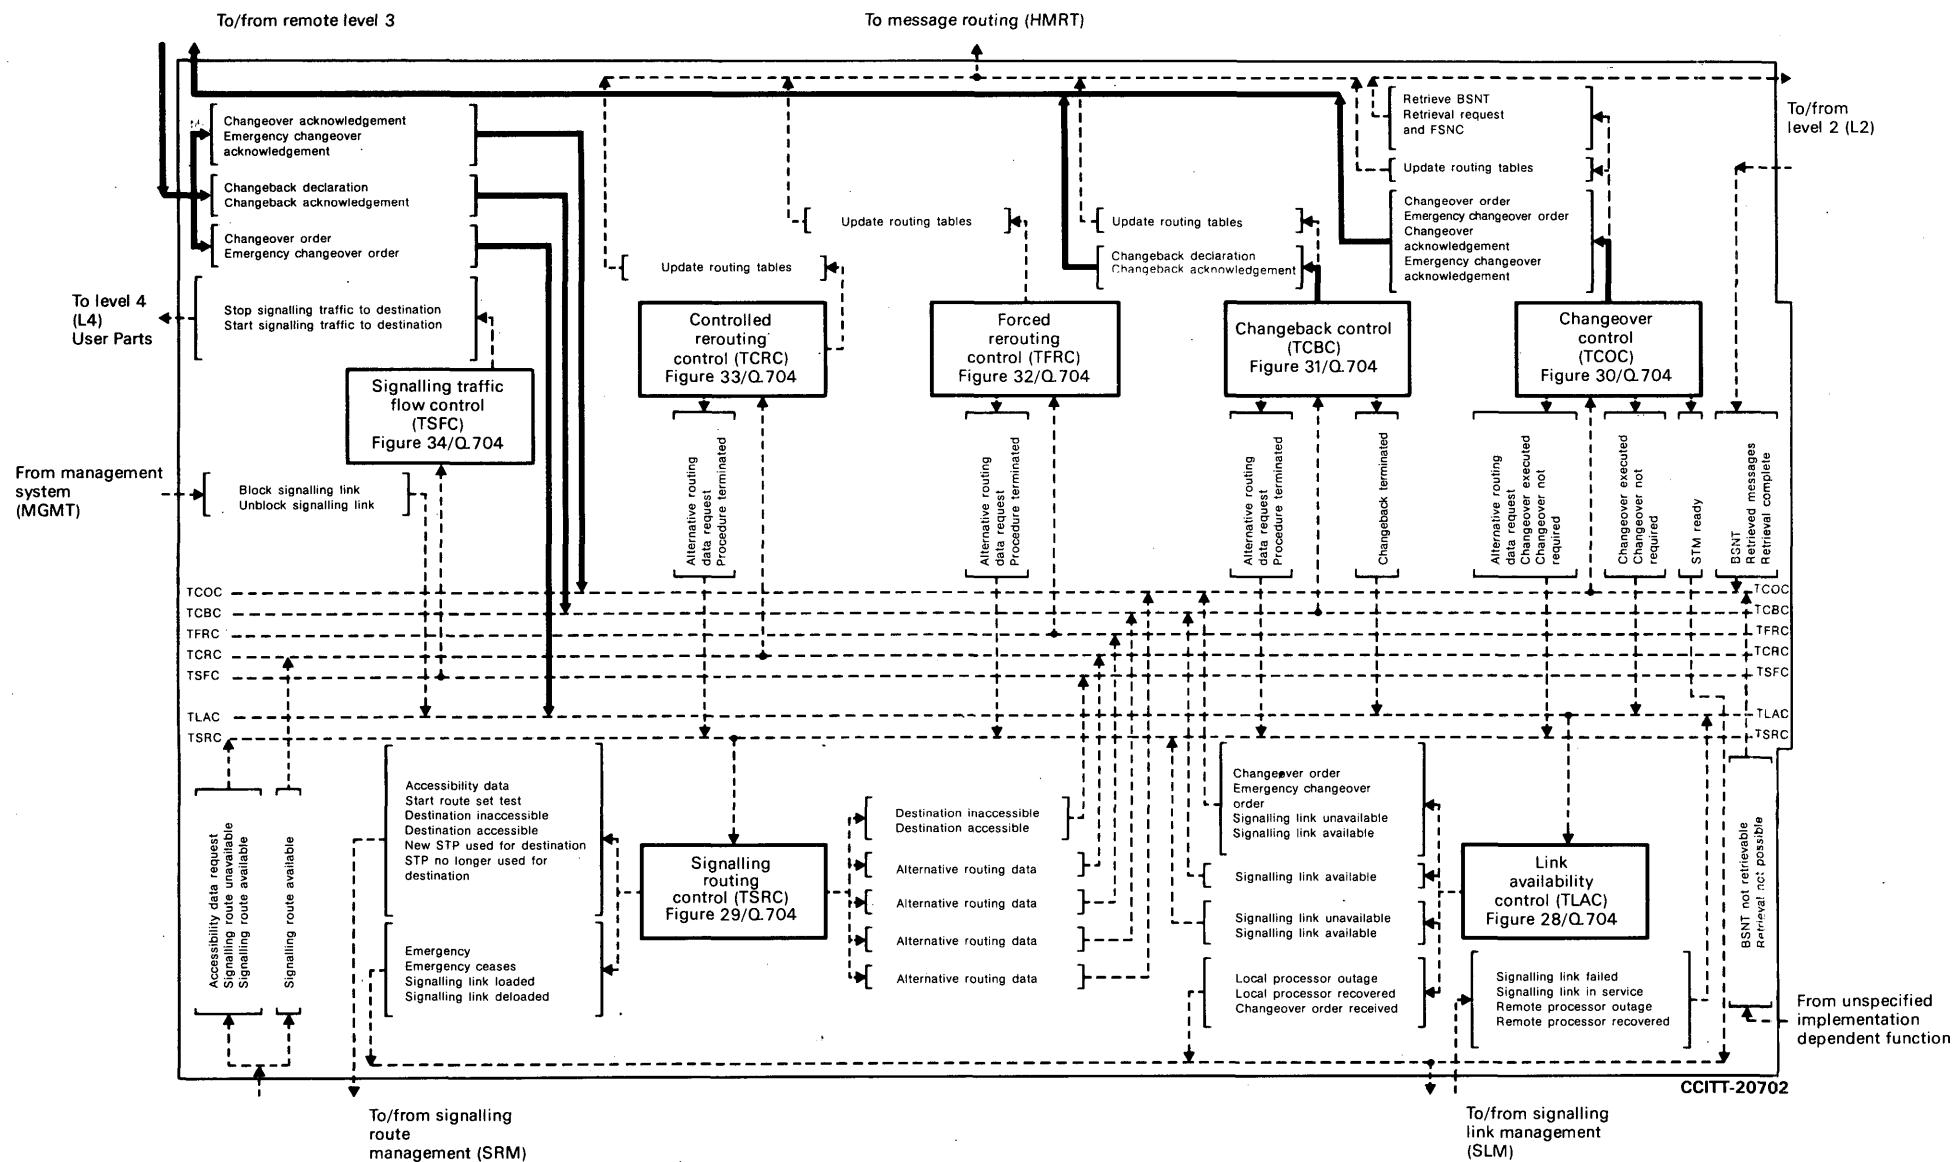 To/from remote level 3
To message routing (HMRT)
To/from
level 2 (L2)
Changeover acknowledgement
Emergency changeover
acknowledgement
Changeback declaration
Changeback acknowledgement
Changeover order
Emergency changeover order
Stop signalling traffic to destination
Start signalling traffic to destination
To level 4
(L4)
User Parts
Retrieve BSNT
Retrieval request
and FSNC
Update routing tables
Changeover order
Emergency changeover order
Changeover
acknowledgement
Emergency changeover
acknowledgement
Update routing tables
Update routing tables
Changeback declaration
Changeback acknowledgement
Update routing tables
Controlled
rerouting
control (TCRC)
Figure 33/Q.704
Forced
rerouting
control (TFRC)
Figure 32/Q.704
Changeback control
(TCBC)
Figure 31/Q.704
Changeover
control
(TCOC)
Figure 30/Q.704
Signalling traffic
flow control
(TSFC)
Figure 34/Q.704
From management
system
(MGMT)
Block signalling link
Unblock signalling link
Alternative routing
data request
Procedure terminated
Alternative routing
data request
Procedure terminated
Alternative routing
data request
Procedure terminated
Changeback terminated
Alternative routing
data request
Changeover executed
Changeover not
required
Changeover executed
Changeover not
required
STM ready
BSNT
Retrieved messages
Retrieval complete
TCOC
TCOC
TCBC
TCBC
TFRC
TFRC
TCRC
TCRC
TSFC
TSFC
TLAC
TLAC
TSRC
TSRC
Accessibility data request
Signalling route unavailable
Signalling route available
Signalling route available
Accessibility data
Start route set test
Destination inaccessible
Destination accessible
New STP used for destination
STP no longer used for
destination
Emergency
Emergency ceases
Signalling link loaded
Signalling link deloaded
Signalling
routing
control (TSRC)
Figure 29/Q.704
Destination inaccessible
Destination accessible
Alternative routing data
Alternative routing data
Alternative routing data
Alternative routing data
Changeover order
Emergency changeover
order
Signalling link unavailable
Signalling link available
Signalling link available
Signalling link unavailable
Signalling link available
Local processor outage
Local processor recovered
Changeover order received
Link
availability
control (TLAC)
Figure 28/Q.704
Signalling link failed
Signalling link in service
Remote processor outage
Remote processor recovered
BSNT not retrievable
Retrieval not possible
From unspecified
implementation
dependent function
CCITT-20702
To/from signalling
route
management (SRM)
To/from signalling
link management
(SLM)